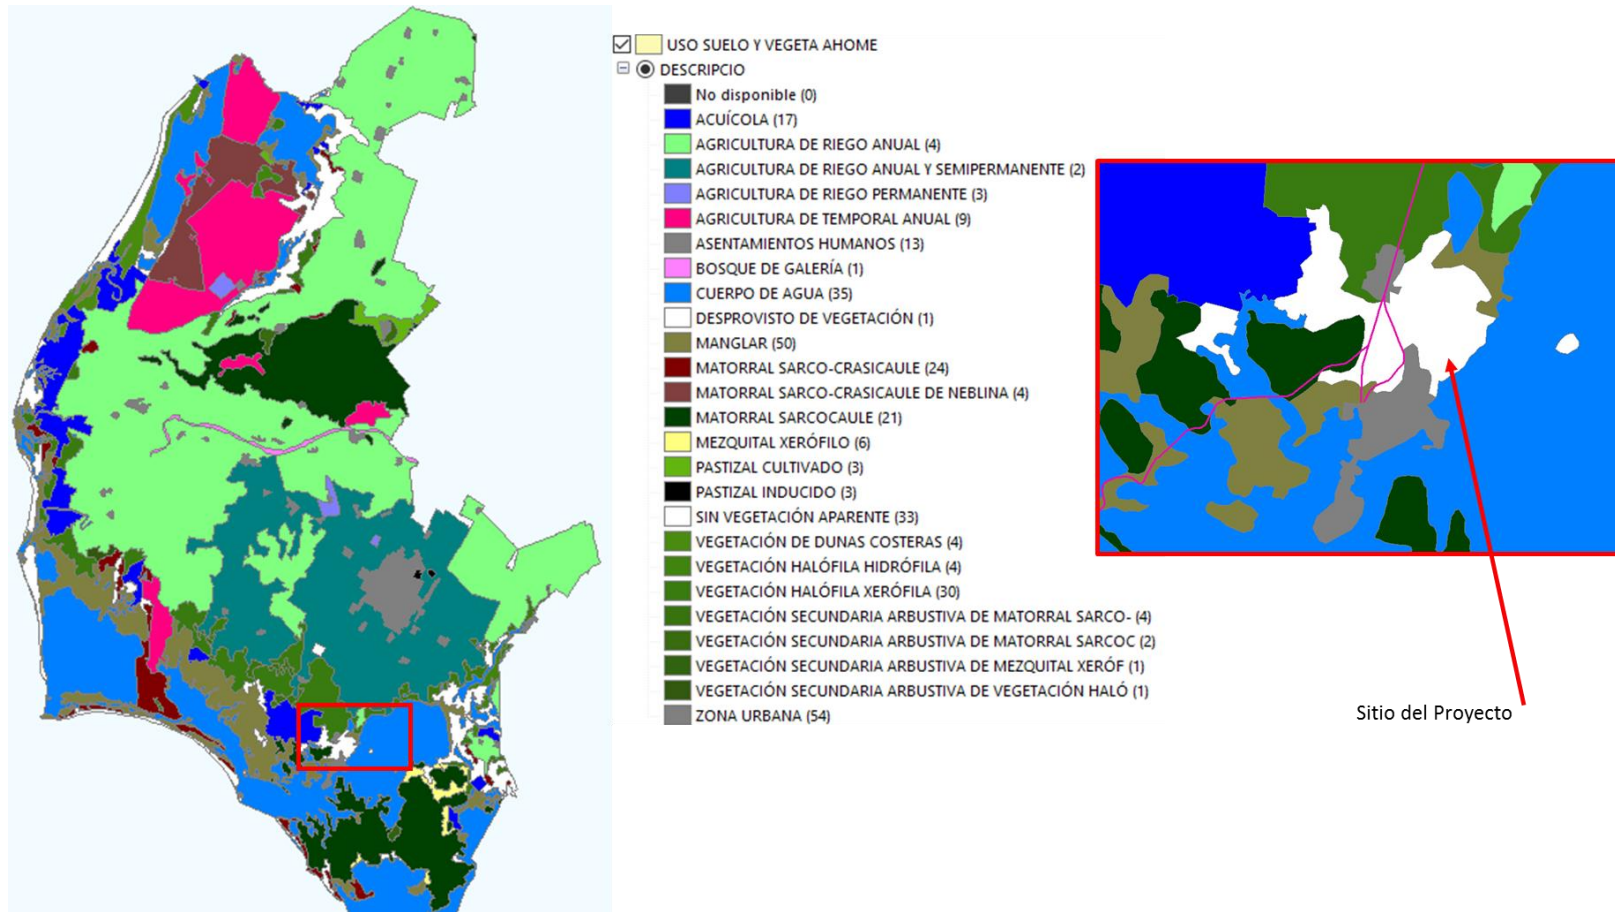 USO SUELO Y VEGETA AHOME
DESCRIPCIO
No disponible (0)
ACUÍCOLA (17)
AGRICULTURA DE RIEGO ANUAL (4)
AGRICULTURA DE RIEGO ANUAL Y SEMIPERMANENTE (2)
AGRICULTURA DE RIEGO PERMANENTE (3)
AGRICULTURA DE TEMPORAL ANUAL (9)
ASENTAMIENTOS HUMANOS (13)
BOSQUE DE GALERÍA (1)
CUERPO DE AGUA (35)
DESPROVISTO DE VEGETACIÓN (1)
MANGLAR (50)
MATORRAL SARCO-CRASICAULE (24)
MATORRAL SARCO-CRASICAULE DE NEBLINA (4)
MATORRAL SARCOCAULE (21)
MEZQUITAL XERÓFILO (6)
PASTIZAL CULTIVADO (3)
PASTIZAL INDUCIDO (3)
SIN VEGETACIÓN APARENTE (33)
VEGETACIÓN DE DUNAS COSTERAS (4)
VEGETACIÓN HALÓFILA HIDRÓFILA (4)
VEGETACIÓN HALÓFILA XERÓFILA (30)
VEGETACIÓN SECUNDARIA ARBUSTIVA DE MATORRAL SARCO- (4)
VEGETACIÓN SECUNDARIA ARBUSTIVA DE MATORRAL SARCOC (2)
VEGETACIÓN SECUNDARIA ARBUSTIVA DE MEZQUITAL XERÓF (1)
VEGETACIÓN SECUNDARIA ARBUSTIVA DE VEGETACIÓN HALÓ (1)
ZONA URBANA (54)
Sitio del Proyecto